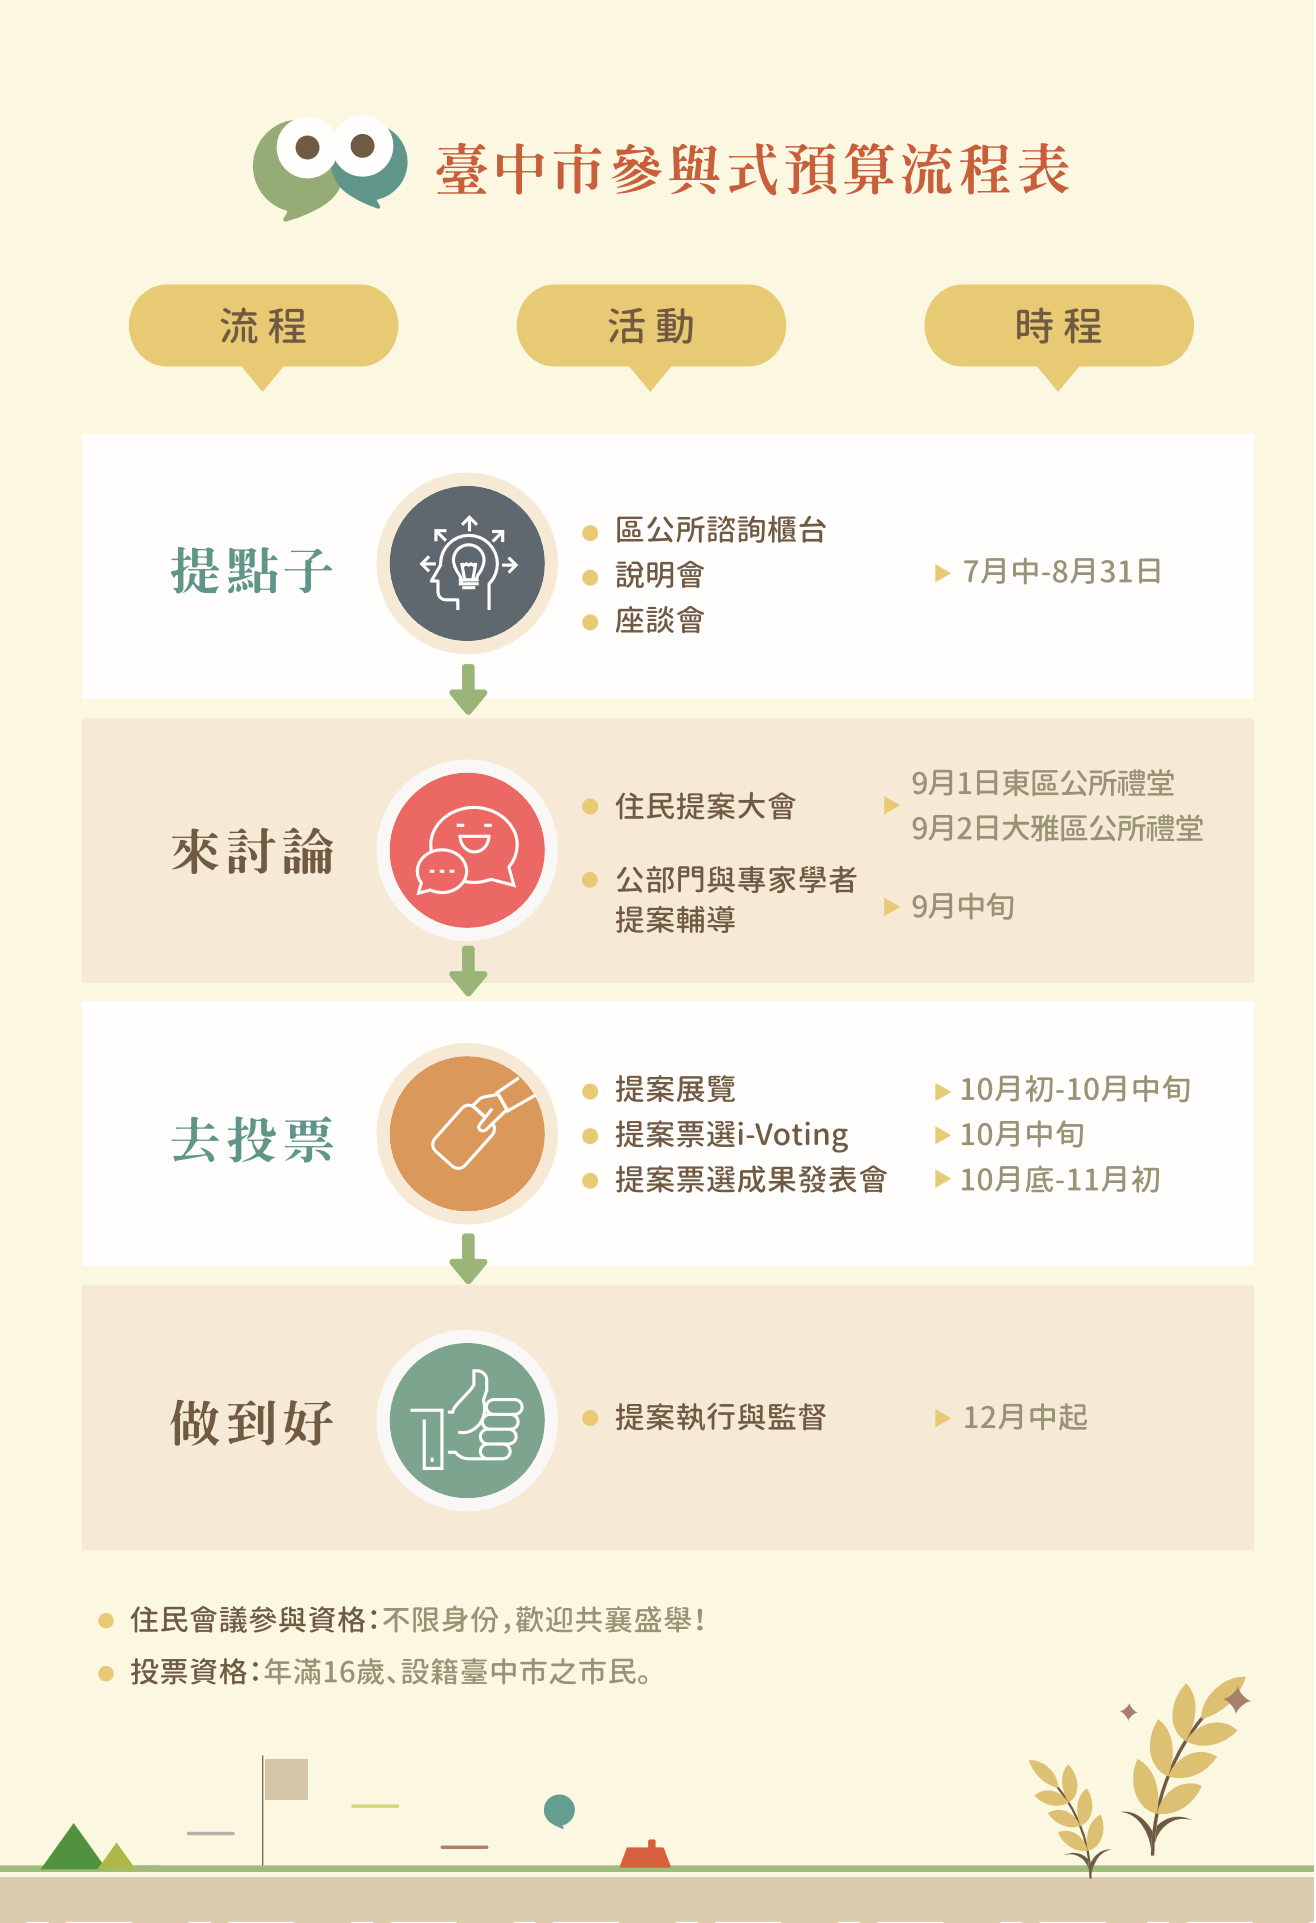 臺中市參與式預算流程表
流程
活動
時程
提點子
區公所諮詢櫃台
說明會
座談會
7月中-8月31日
來討論
住民提案大會
9月1日東區公所禮堂
9月2日大雅區公所禮堂
公部門與專家學者
提案輔導
9月中旬
去投票
提案展覽
10月初-10月中旬
提案票選i-Voting
10月中旬
提案票選成果發表會
10月底-11月初
做到好
提案執行與監督
12月中起
住民會議參與資格：不限身份，歡迎共襄盛舉！
投票資格：年滿16歲、設籍臺中市之市民。